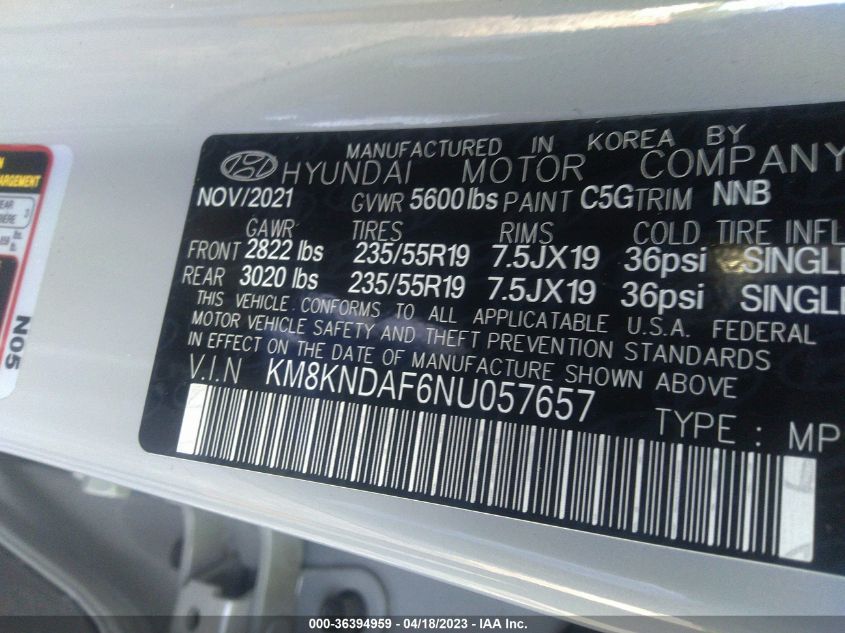 MANUFACTURED IN KOREA BY
HYUNDAI MOTOR COMPANY
NOV/2021 GVWR 5600lbs PAINT C5G TRIM NNB
GAWR TIRES RIMS COLD TIRE INFL
FRONT 2822 lbs 235/55R19 7.5JX19 36psi SINGLE
REAR 3020 lbs 235/55R19 7.5JX19 36psi SINGLE
THIS VEHICLE CONFORMS TO ALL APPLICATABLE U.S.A. FEDERAL
MOTOR VEHICLE SAFETY AND THEFT PREVENTION STANDARDS
IN EFFECT ON THE DATE OF MANUFACTURE SHOWN ABOVE
V.I.N KM8KNDAF6NU057657
TYPE : MP
ARGEMENT
N05
000-36394959 - 04/18/2023 - IAA Inc.